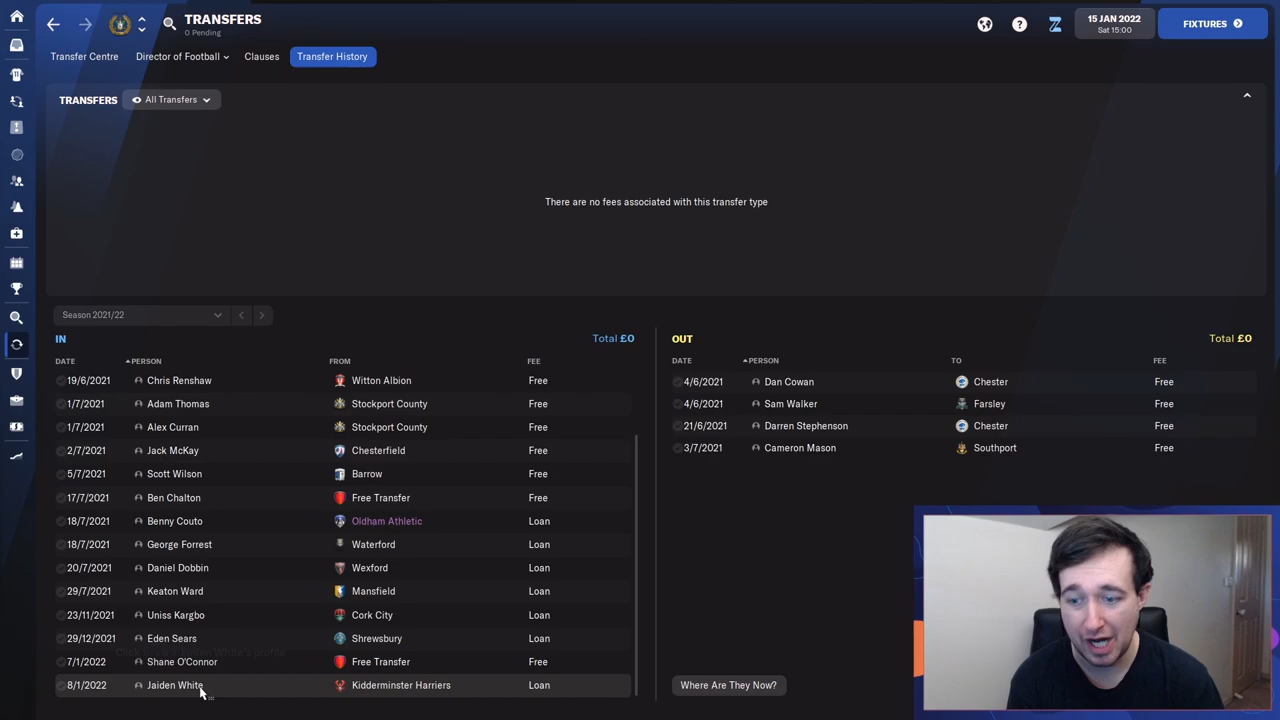 TRANSFERS
0 Pending
15 JAN 2022
Sat 15:00
FIXTURES
Transfer Centre
Director of Football
Clauses
Transfer History
TRANSFERS
All Transfers
There are no fees associated with this transfer type
Season 2021/22
IN
Total £0
DATE PERSON FROM FEE
19/6/2021 Chris Renshaw Witton Albion Free
1/7/2021 Adam Thomas Stockport County Free
1/7/2021 Alex Curran Stockport County Free
2/7/2021 Jack McKay Chesterfield Free
5/7/2021 Scott Wilson Barrow Free
17/7/2021 Ben Chalton Free Transfer Free
18/7/2021 Benny Couto Oldham Athletic Loan
18/7/2021 George Forrest Waterford Loan
20/7/2021 Daniel Dobbin Wexford Loan
29/7/2021 Keaton Ward Mansfield Loan
23/11/2021 Uniss Kargbo Cork City Loan
29/12/2021 Eden Sears Shrewsbury Loan
7/1/2022 Shane O'Connor Free Transfer Free
8/1/2022 Jaiden White Kidderminster Harriers Loan
OUT
Total £0
DATE PERSON TO FEE
4/6/2021 Dan Cowan Chester Free
4/6/2021 Sam Walker Farsley Free
21/6/2021 Darren Stephenson Chester Free
3/7/2021 Cameron Mason Southport Free
Where Are They Now?